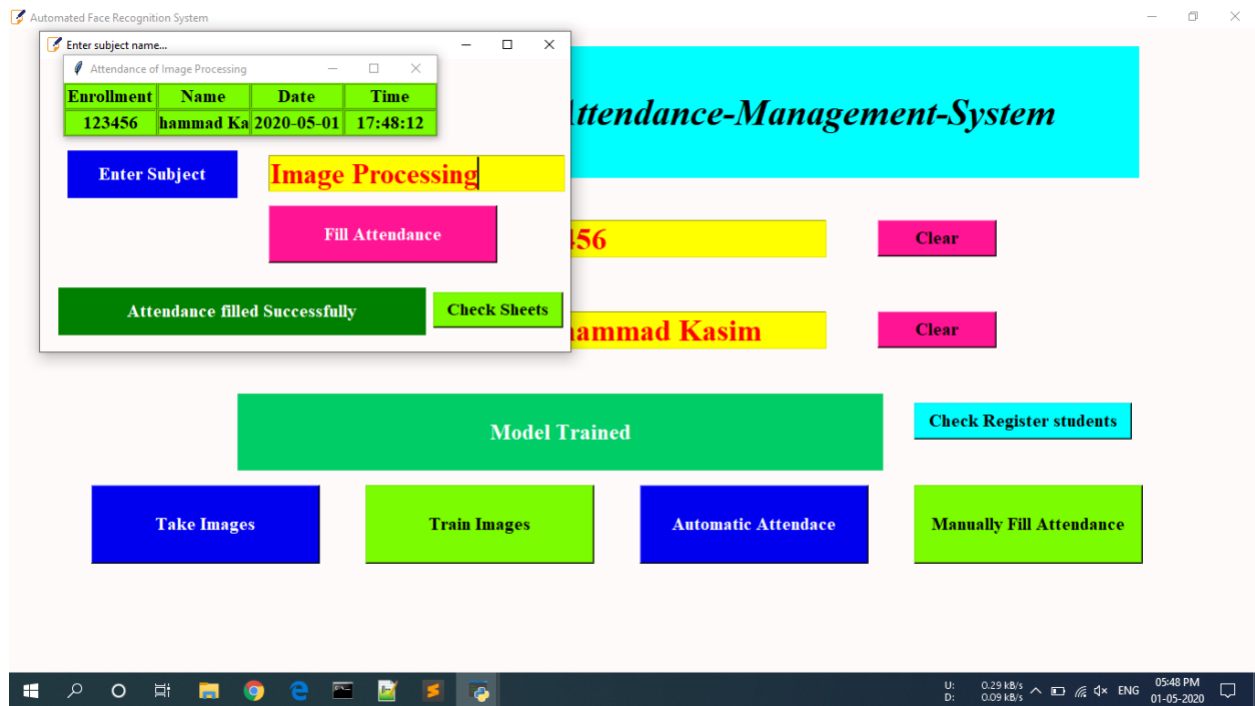 Automated Face Recognition System
Enter subject name...
Attendance of Image Processing
Enrollment Name Date Time
123456 hammad Ka 2020-05-01 17:48:12
ttendance-Management-System
Enter Subject Image Processing
Fill Attendance
456 Clear
Attendance filled Successfully Check Sheets
ammad Kasim Clear
Model Trained Check Register students
Take Images Train Images Automatic Attendace Manually Fill Attendance
U: 0.29 kB/s
D: 0.09 kB/s
ENG
05:48 PM
01-05-2020